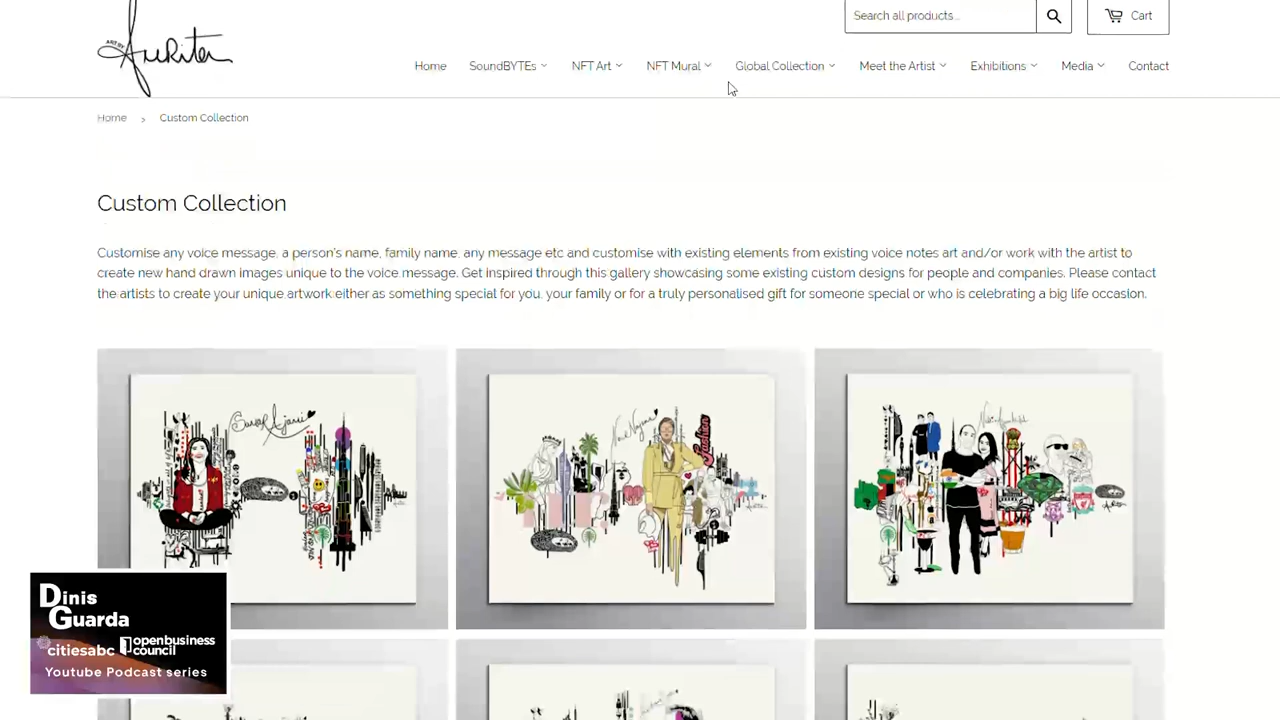 Search all products...
Cart
ART BY
Home SoundBYTEs NFT Art NFT Mural Global Collection Meet the Artist Exhibitions Media Contact
Home › Custom Collection
Custom Collection
Customise any voice message, a person's name, family name, any message etc and customise with existing elements from existing voice notes art and/or work with the artist to
create new hand drawn images unique to the voice message. Get inspired through this gallery showcasing some existing custom designs for people and companies. Please contact
the artists to create your unique artwork either as something special for you, your family or for a truly personalised gift for someone special or who is celebrating a big life occasion.
Fashion
Dinis
Guarda
citiesabc openbusiness
council
Youtube Podcast series